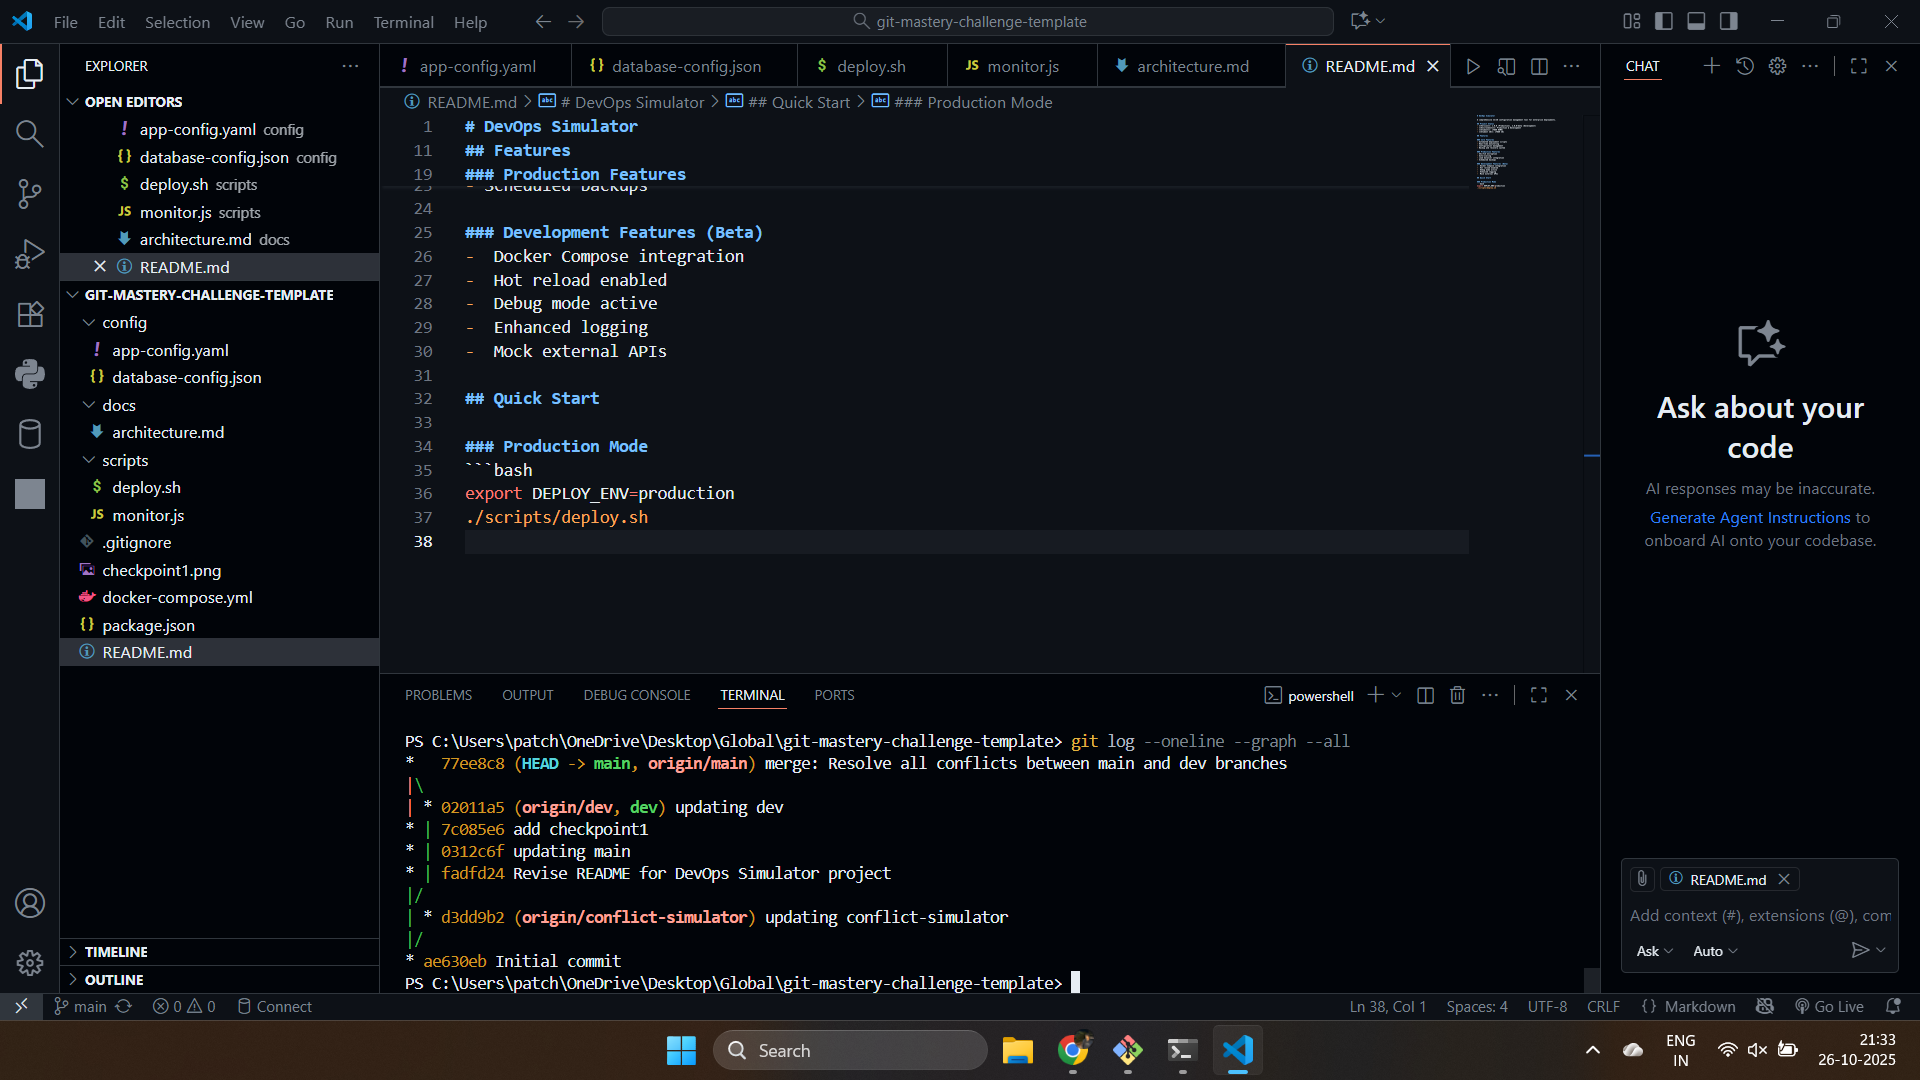 File Edit Selection View Go Run Terminal Help
git-mastery-challenge-template
EXPLORER
OPEN EDITORS
! app-config.yaml config
{} database-config.json config
$ deploy.sh scripts
JS monitor.js scripts
architecture.md docs
README.md
GIT-MASTERY-CHALLENGE-TEMPLATE
config
! app-config.yaml
{} database-config.json
docs
architecture.md
scripts
$ deploy.sh
JS monitor.js
.gitignore
checkpoint1.png
docker-compose.yml
{} package.json
README.md
TIMELINE
OUTLINE
! app-config.yaml {} database-config.json $ deploy.sh JS monitor.js architecture.md README.md
README.md > # DevOps Simulator > ## Quick Start > ### Production Mode
1 # DevOps Simulator
11 ## Features
19 ### Production Features
23 - Scheduled backups
24
25 ### Development Features (Beta)
26 - Docker Compose integration
27 - Hot reload enabled
28 - Debug mode active
29 - Enhanced logging
30 - Mock external APIs
31
32 ## Quick Start
33
34 ### Production Mode
35 ```bash
36 export DEPLOY_ENV=production
37 ./scripts/deploy.sh
38
PROBLEMS OUTPUT DEBUG CONSOLE TERMINAL PORTS
powershell
PS C:\Users\patch\OneDrive\Desktop\Global\git-mastery-challenge-template> git log --oneline --graph --all
* 77ee8c8 (HEAD -> main, origin/main) merge: Resolve all conflicts between main and dev branches
|\
| * 02011a5 (origin/dev, dev) updating dev
* | 7c085e6 add checkpoint1
* | 0312c6f updating main
* | fadfd24 Revise README for DevOps Simulator project
|/
| * d3dd9b2 (origin/conflict-simulator) updating conflict-simulator
|/
* ae630eb Initial commit
PS C:\Users\patch\OneDrive\Desktop\Global\git-mastery-challenge-template>
CHAT
Ask about your
code
AI responses may be inaccurate.
Generate Agent Instructions to
onboard AI onto your codebase.
README.md
Add context (#), extensions (@), com
Ask Auto
main 0 0 Connect
Ln 38, Col 1 Spaces: 4 UTF-8 CRLF {} Markdown Go Live
Search
ENG
IN
21:33
26-10-2025